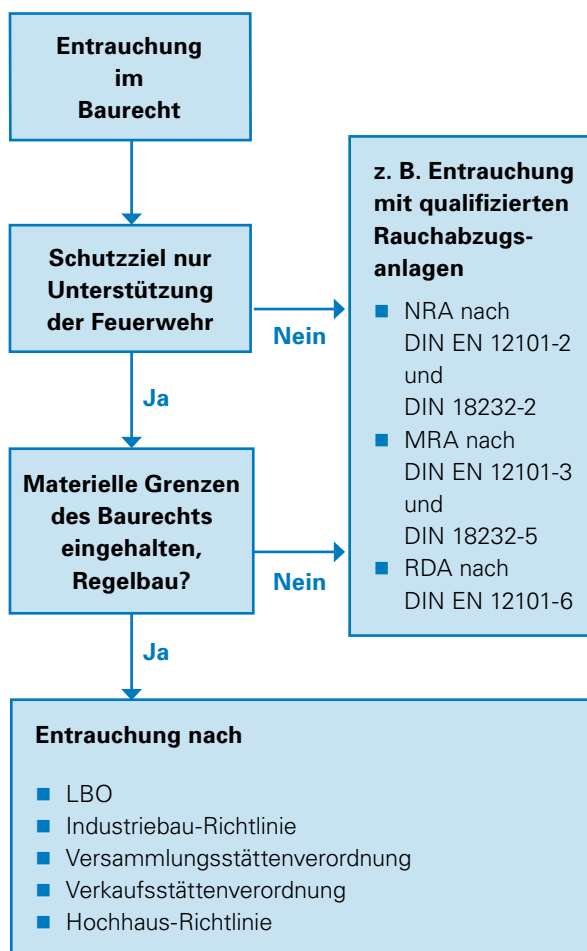 Entrauchung
im
Baurecht
Schutzziel nur
Unterstützung
der Feuerwehr
Nein
Ja
z. B. Entrauchung
mit qualifizierten
Rauchabzugs-
anlagen
■ NRA nach
DIN EN 12101-2
und
DIN 18232-2
■ MRA nach
DIN EN 12101-3
und
DIN 18232-5
■ RDA nach
DIN EN 12101-6
Materielle Grenzen
des Baurechts
eingehalten,
Regelbau?
Nein
Ja
Entrauchung nach
■ LBO
■ Industriebau-Richtlinie
■ Versammlungsstättenverordnung
■ Verkaufsstättenverordnung
■ Hochhaus-Richtlinie